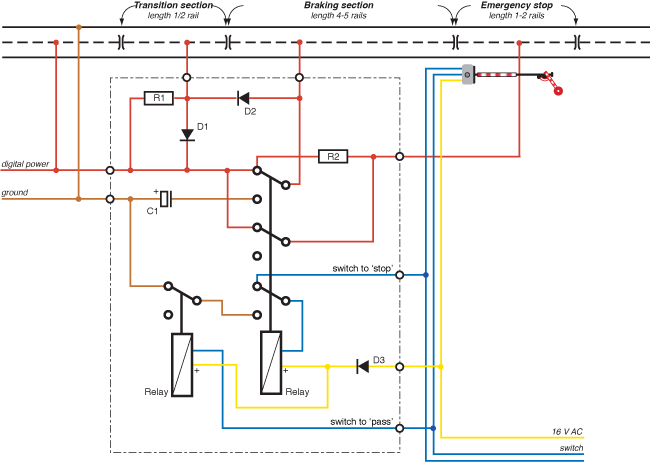 Transition section
length 1/2 rail
Braking section
length 4-5 rails
Emergency stop
length 1-2 rails
R1
D2
D1
digital power
R2
ground
+
C1
switch to 'stop'
D3
+
+
Relay
Relay
switch to 'pass'
16 V AC
switch